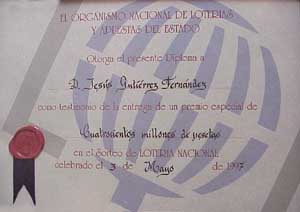 EL ORGANISMO NACIONAL DE LOTERIAS
Y APUESTAS DEL ESTADO
Otorga el presente Diploma a
D. Jesús Gutiérrez Fernández
como testimonio de la entrega de un premio especial de
Cuatrocientos millones de pesetas
en el Sorteo de LOTERIA NACIONAL
celebrado el 3 de Mayo de 1997